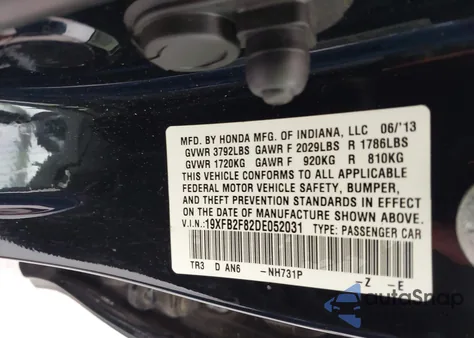 MFD. BY HONDA MFG. OF INDIANA, LLC 06/'13
GVWR 3792LBS GAWR F 2029LBS R 1786LBS
GVWR 1720KG GAWR F 920KG R 810KG
THIS VEHICLE CONFORMS TO ALL APPLICABLE
FEDERAL MOTOR VEHICLE SAFETY, BUMPER,
AND THEFT PREVENTION STANDARDS IN EFFECT
ON THE DATE OF MANUFACTURE SHOWN ABOVE.
V.I.N.: 19XFB2F82DE052031 TYPE: PASSENGER CAR
TR3 D AN6 -NH731P -Z -E
autoSnap